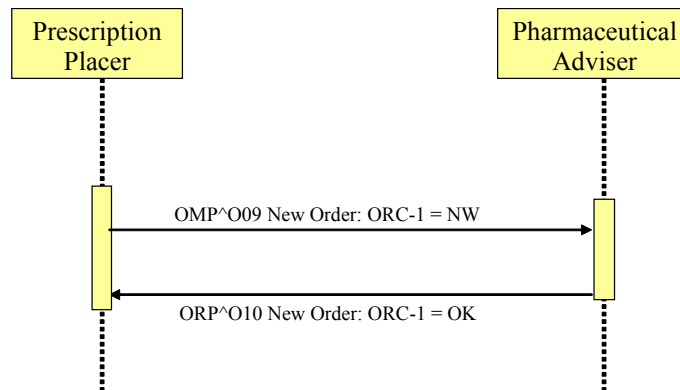 Prescription
Placer
Pharmaceutical
Adviser
OMP^O09 New Order: ORC-1 = NW
ORP^O10 New Order: ORC-1 = OK